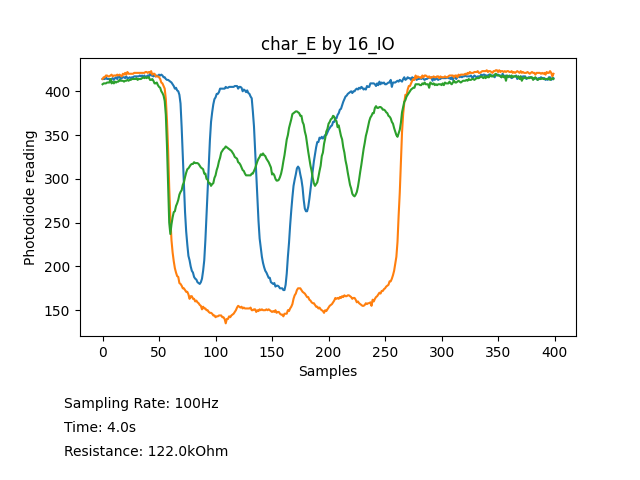 char_E by 16_IO
400
350
300
250
200
150
Photodiode reading
0 50 100 150 200 250 300 350 400
Samples
Sampling Rate: 100Hz
Time: 4.0s
Resistance: 122.0kOhm